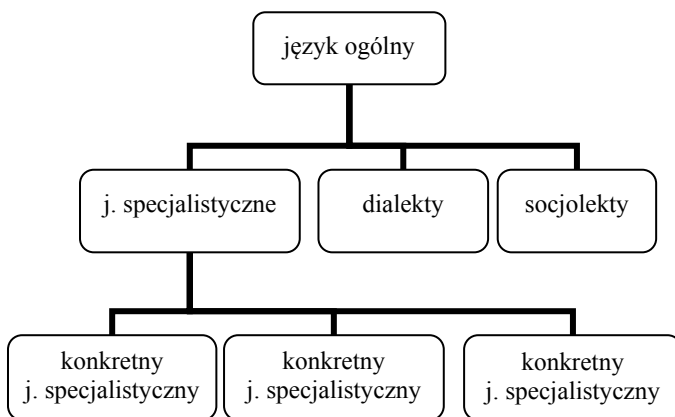 język ogólny
j. specjalistyczne
dialekty
socjolekty
konkretny
j. specjalistyczny
konkretny
j. specjalistyczny
konkretny
j. specjalistyczny